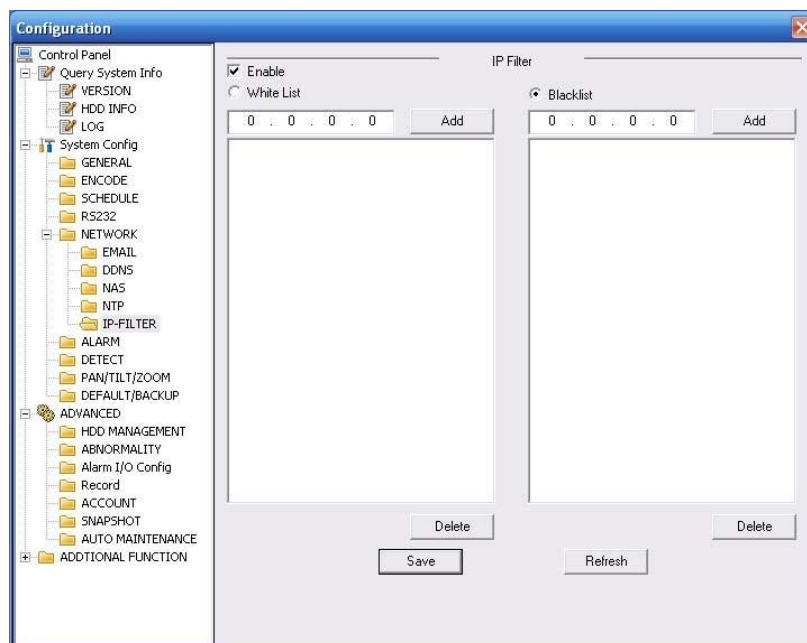 Configuration
Control Panel
Query System Info
VERSION
HDD INFO
LOG
System Config
GENERAL
ENCODE
SCHEDULE
RS232
NETWORK
EMAIL
DDNS
NAS
NTP
IP-FILTER
ALARM
DETECT
PAN/TILT/ZOOM
DEFAULT/BACKUP
ADVANCED
HDD MANAGEMENT
ABNORMALITY
Alarm I/O Config
Record
ACCOUNT
SNAPSHOT
AUTO MAINTENANCE
ADDTIONAL FUNCTION
IP Filter
Enable
White List
Blacklist
0 . 0 . 0 . 0 Add
0 . 0 . 0 . 0 Add
Delete
Delete
Save
Refresh